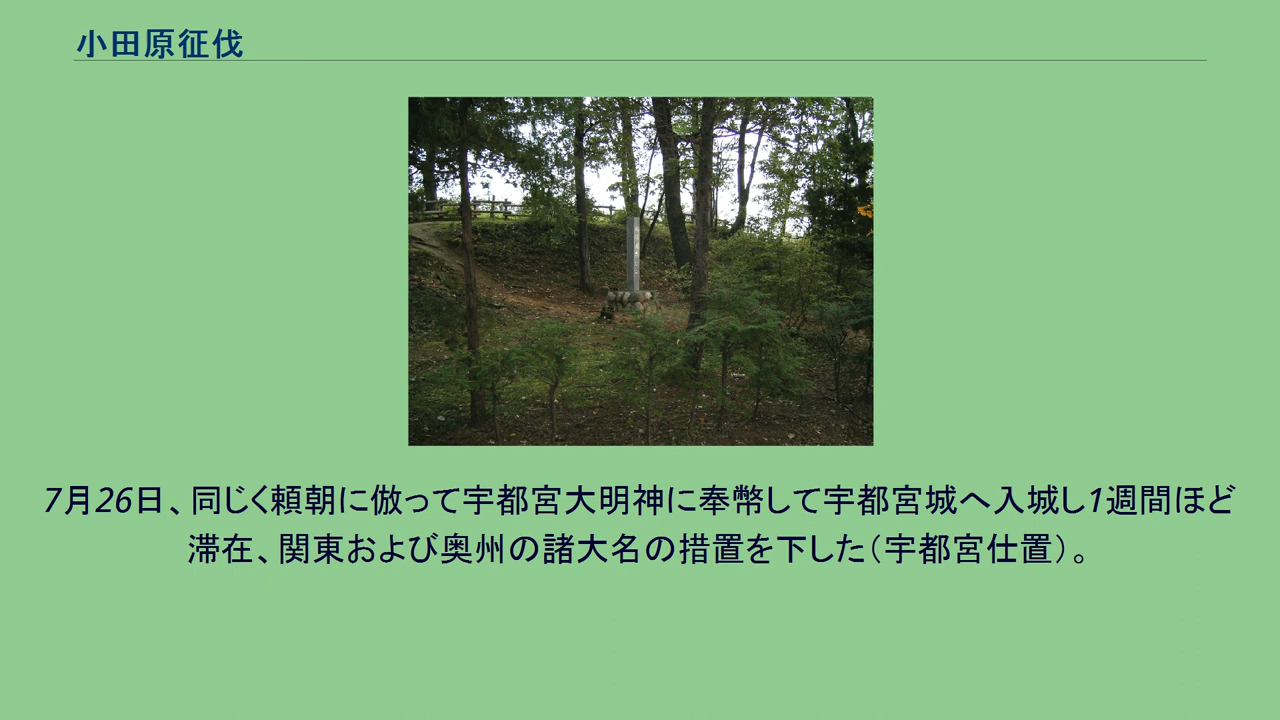 小田原征伐
7月26日、同じく頼朝に倣って宇都宮大明神に奉幣して宇都宮城へ入城し1週間ほど
滞在、関東および奥州の諸大名の措置を下した（宇都宮仕置）。